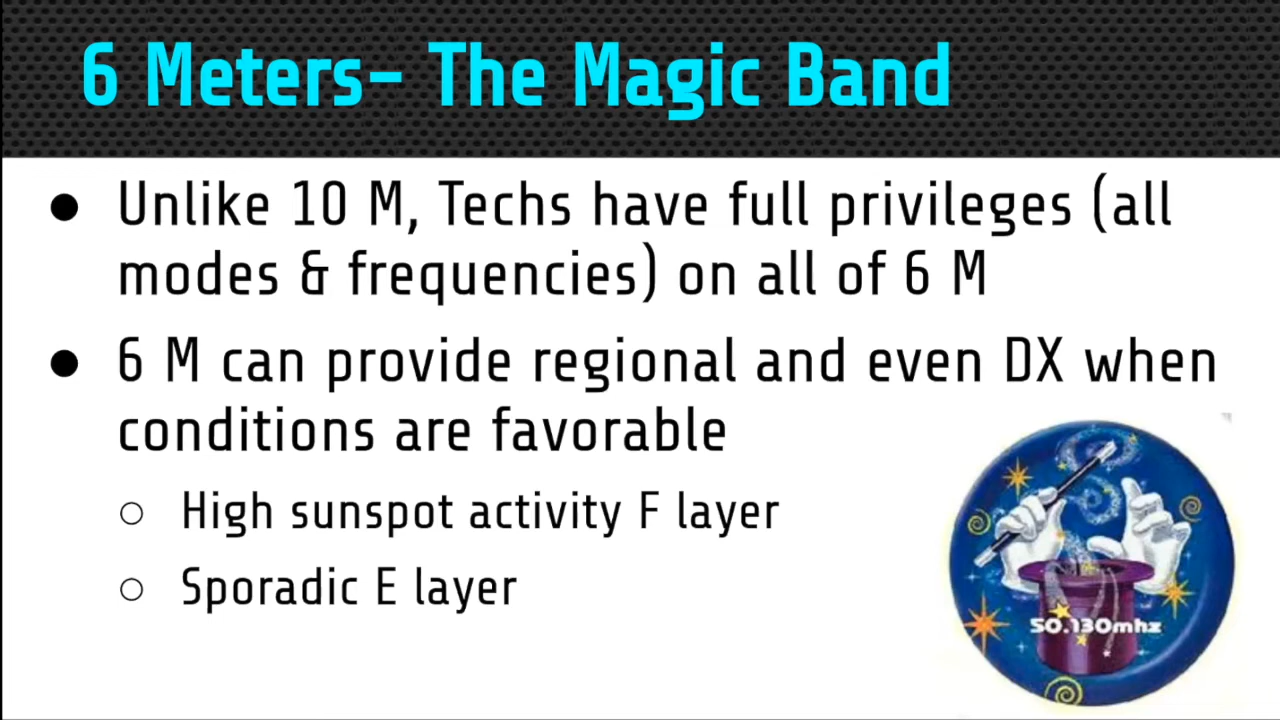 6 Meters– The Magic Band
● Unlike 10 M, Techs have full privileges (all
modes & frequencies) on all of 6 M
● 6 M can provide regional and even DX when
conditions are favorable
○ High sunspot activity F layer
○ Sporadic E layer
50.130mhz